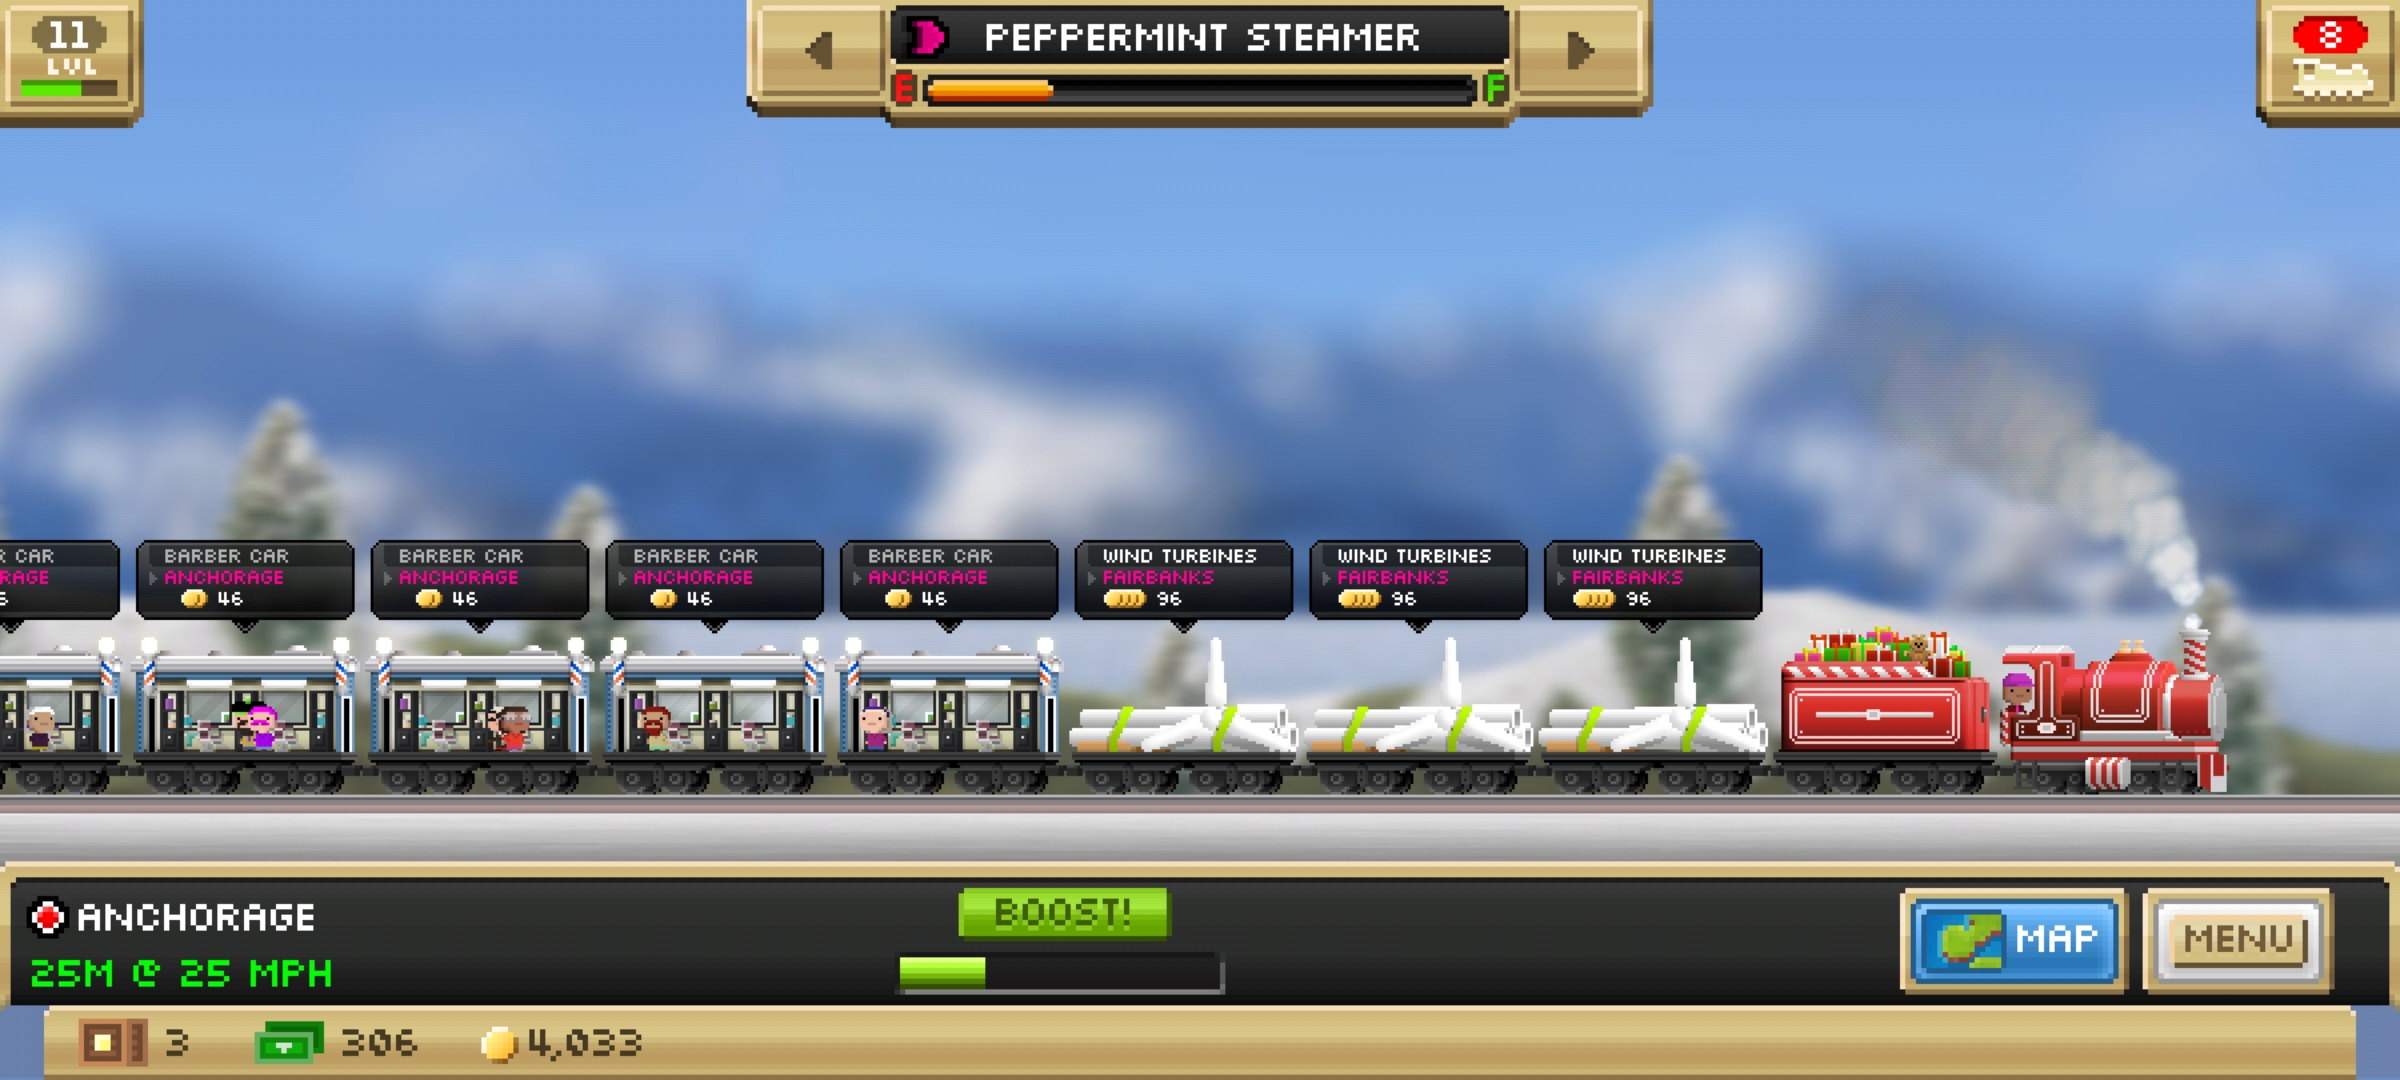 11
LVL
PEPPERMINT STEAMER
E
F
8
R CAR
RAGE
BARBER CAR
ANCHORAGE
46
BARBER CAR
ANCHORAGE
46
BARBER CAR
ANCHORAGE
46
BARBER CAR
ANCHORAGE
46
WIND TURBINES
FAIRBANKS
96
WIND TURBINES
FAIRBANKS
96
WIND TURBINES
FAIRBANKS
96
ANCHORAGE
25M @ 25 MPH
BOOST!
MAP
MENU
3
306
4,033